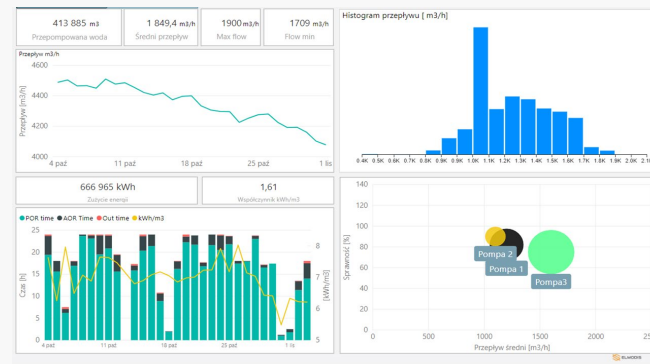 413 885 m3
Przepompowana woda
1 849,4 m3/h
Średni przepływ
1900 m3/h
Max flow
1709 m3/h
Flow min
Histogram przepływu [ m3/h]
Przepływ m3/h
Przepływ [m3/h]
4600
4400
4200
4000
4 paź 11 paź 18 paź 25 paź 1 lis
0.4K 0.5K 0.6K 0.7K 0.8K 0.9K 0.9K 1.0K 1.1K 1.2K 1.3K 1.4K 1.5K 1.6K 1.7K 1.8K 1.9K 2.0K 2.1
666 965 kWh
Zużycie energii
1,61
Współczynnik kWh/m3
POR time AOR Time Out time kWh/m3
Czas [h]
25
20
15
10
5
0
8
7
6
5
[kWh/m3]
4 paź 11 paź 18 paź 25 paź 1 lis
Sprawność [%]
140
120
100
80
60
40
20
0
Pompa 2
Pompa 1
Pompa3
0 500 1000 1500 2000 250
Przepływ średni [m3/h]